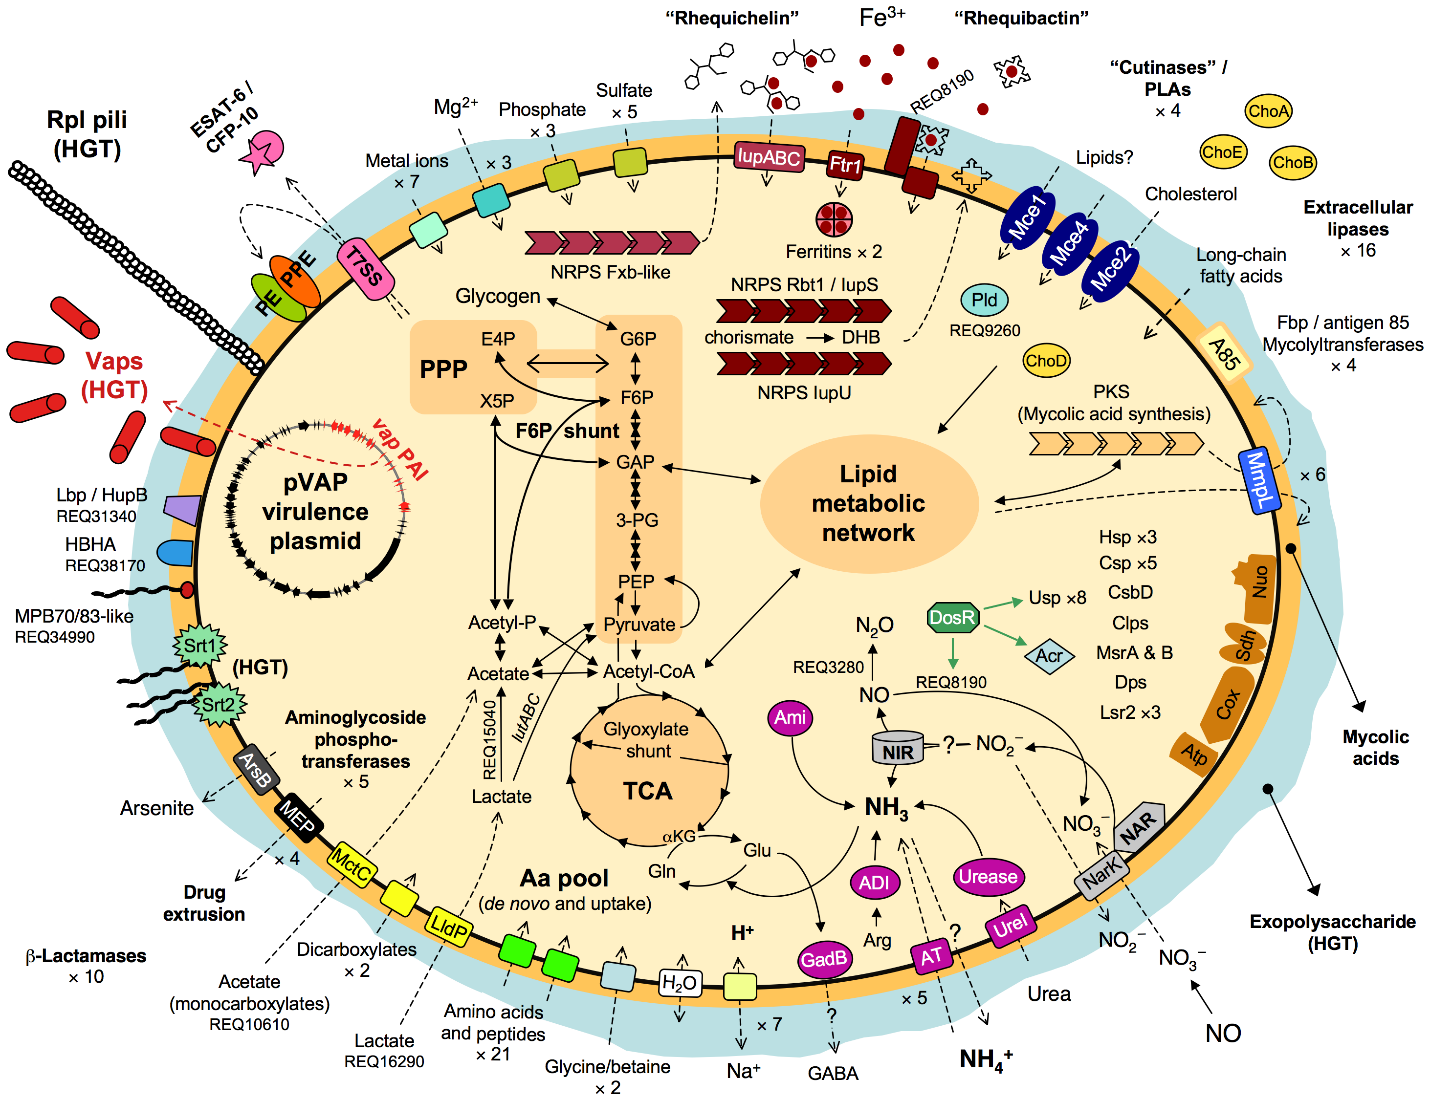 “Rhequichelin”
Fe³⁺
“Rhequibactin”
“Cutinases” /
PLAs
× 4
ChoA
ChoE
ChoB
Extracellular
lipases
× 16
Rpl pili
(HGT)
ESAT-6 /
CFP-10
Metal ions
× 7
Mg²⁺
× 3
Phosphate
× 3
Sulfate
× 5
IupABC
Ftr1
REQ8190
Lipids?
Cholesterol
Mce1
Mce4
Mce2
Long-chain
fatty acids
Fbp / antigen 85
Mycolyltransferases
× 4
A85
T7SS
PE
PPE
NRPS Fxb-like
Ferritins × 2
NRPS Rbt1 / IupS
chorismate
DHB
NRPS IupU
Pld
REQ9260
ChoD
PKS
(Mycolic acid synthesis)
MmpL
× 6
Vaps
(HGT)
vap PAI
pVAP
virulence
plasmid
Glycogen
PPP
E4P
X5P
G6P
F6P
F6P shunt
GAP
3-PG
PEP
Pyruvate
Acetyl-P
Acetate
Acetyl-CoA
Lipid
metabolic
network
Lbp / HupB
REQ31340
HBHA
REQ38170
MPB70/83-like
REQ34990
Srt1
(HGT)
Srt2
Aminoglycoside
phospho-
transferases
× 5
ArsB
Arsenite
MEP
× 4
Drug
extrusion
β-Lactamases
× 10
MctC
LldP
REQ15040
lutABC
Lactate
Glyoxylate
shunt
TCA
αKG
Glu
Gln
Aa pool
(de novo and uptake)
Dicarboxylates
× 2
Acetate
(monocarboxylates)
REQ10610
Lactate
REQ16290
Amino acids
and peptides
× 21
Glycine/betaine
× 2
H₂O
H⁺
× 7
Na⁺
GadB
?
GABA
N₂O
REQ3280
NO
Ami
NIR
?
NO₂⁻
NH₃
ADI
Arg
Urease
UreI
Urea
AT
?
× 5
NH₄⁺
DosR
REQ8190
Usp ×8
Acr
Hsp ×3
Csp ×5
CsbD
Clps
MsrA & B
Dps
Lsr2 ×3
Nuo
Sdh
Cox
Atp
NO₃⁻
NAR
NarK
NO₂⁻
NO₃⁻
NO
Mycolic
acids
Exopolysaccharide
(HGT)